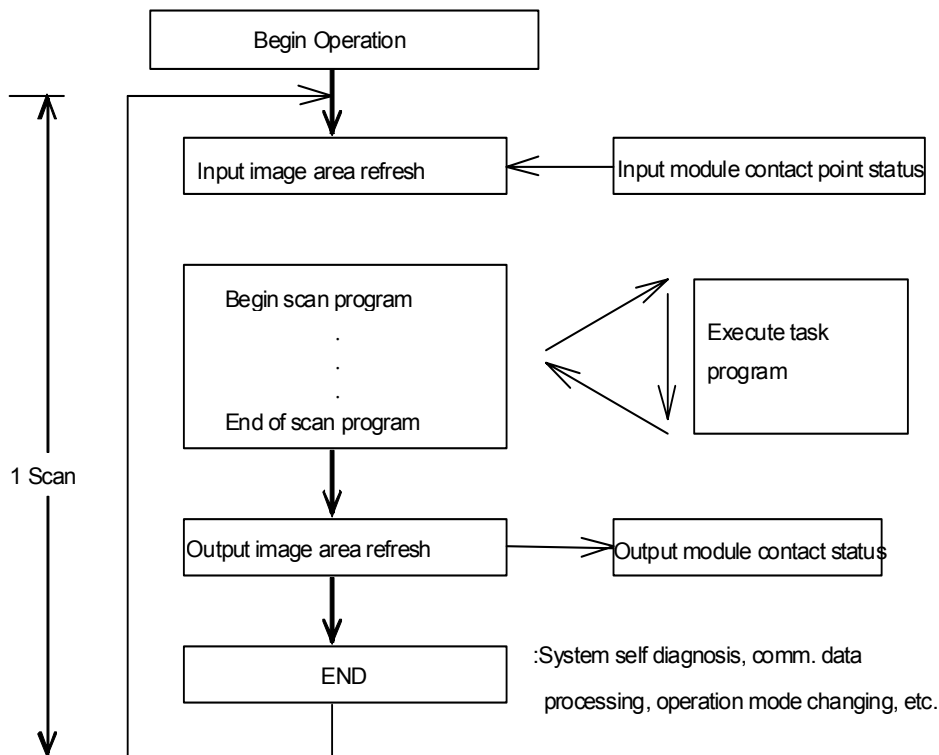 Begin Operation
Input image area refresh
Input module contact point status
Begin scan program
.
.
.
End of scan program
Execute task
program
1 Scan
Output image area refresh
Output module contact status
END
:System self diagnosis, comm. data
processing, operation mode changing, etc.